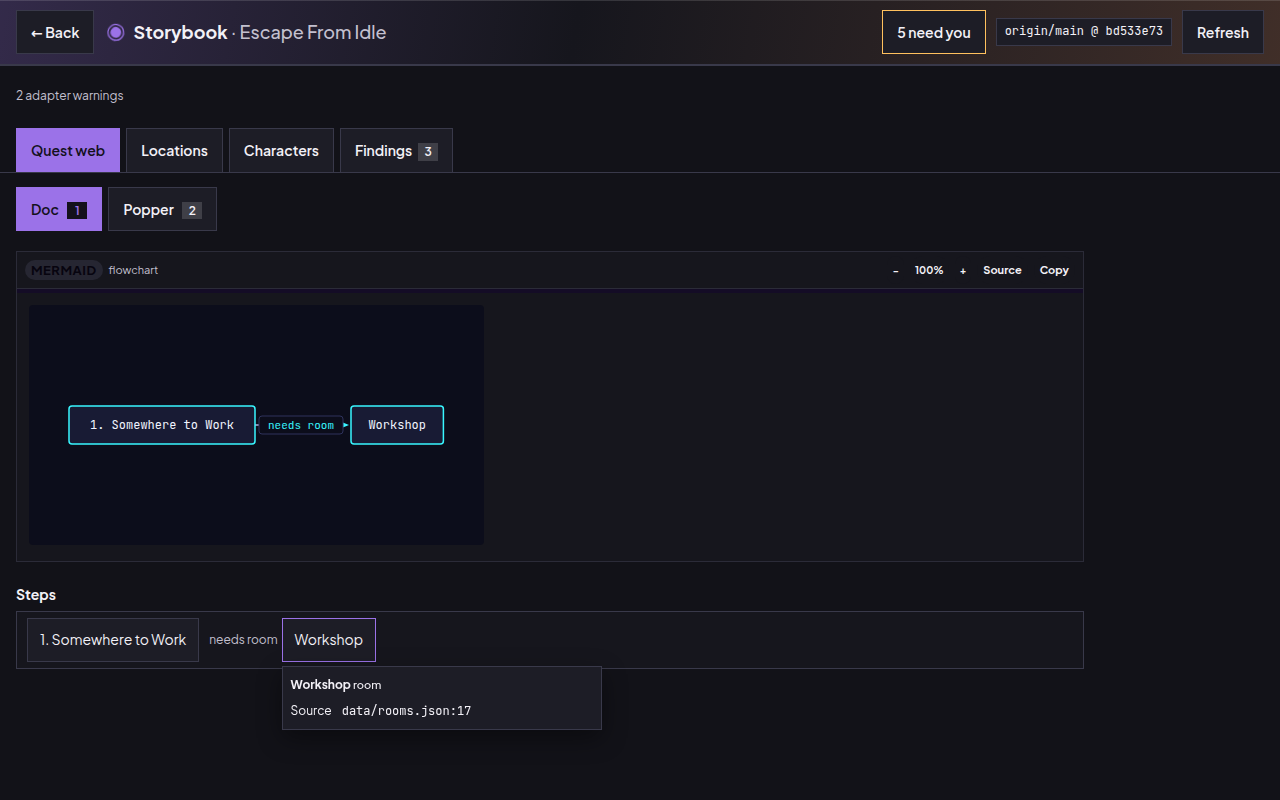 ← Back
Storybook · Escape From Idle
5 need you
origin/main @ bd533e73
Refresh
2 adapter warnings
Quest web
Locations
Characters
Findings 3
Doc 1
Popper 2
MERMAID flowchart
– 100% + Source Copy
1. Somewhere to Work
needs room
Workshop
Steps
1. Somewhere to Work needs room Workshop
Workshop room
Source data/rooms.json:17